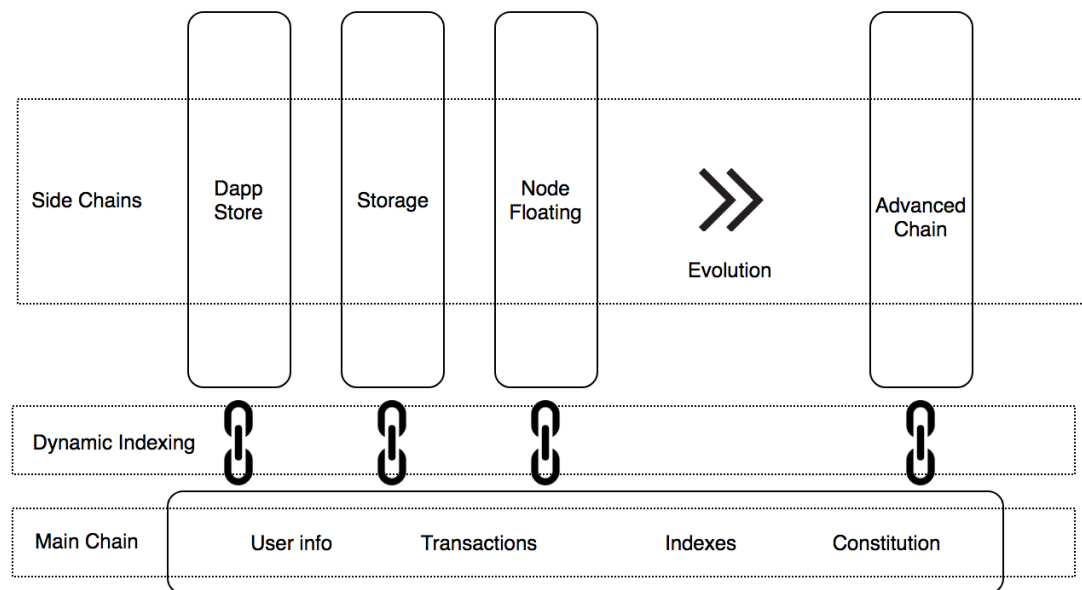 Side Chains
Dapp
Store
Storage
Node
Floating
Evolution
Advanced
Chain
Dynamic Indexing
Main Chain
User info
Transactions
Indexes
Constitution